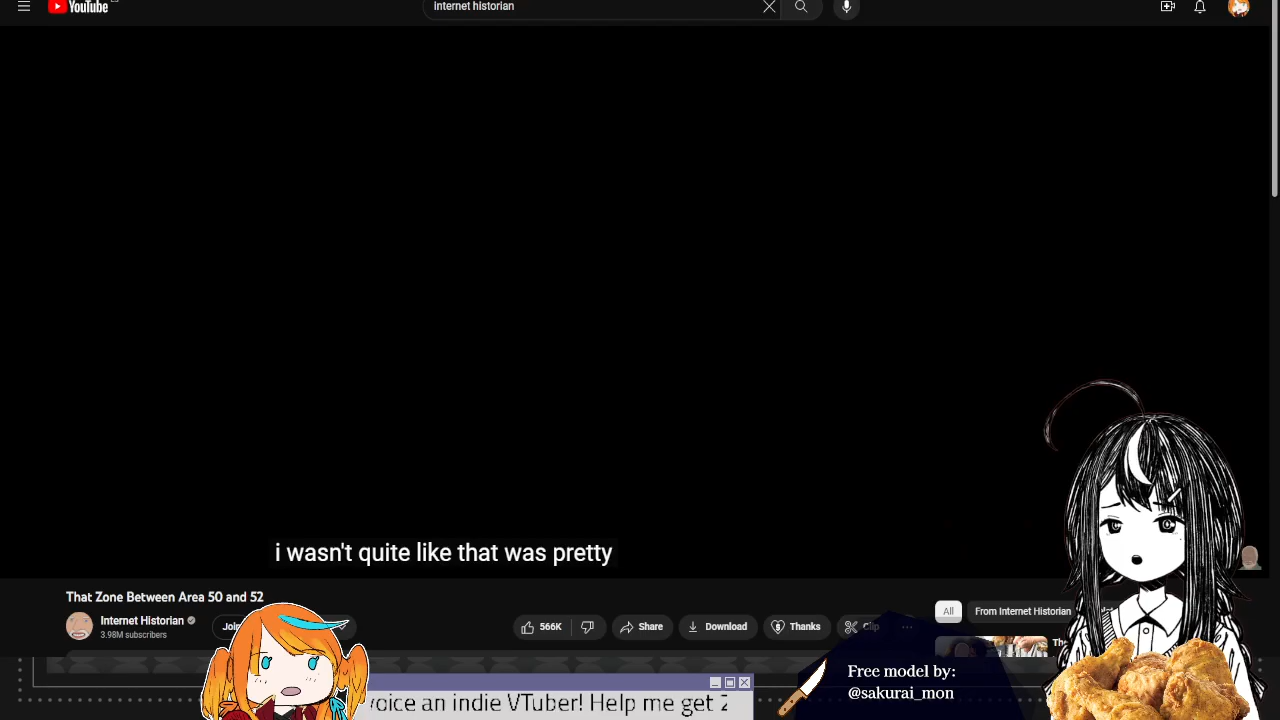 YouTube
internet historian
i wasn't quite like that was pretty
That Zone Between Area 50 and 52
Internet Historian
3.98M subscribers
Join
566K
Share
Download
Thanks
Clip
All
From Internet Historian
voice an indie VTuber! Help me get
Free model by:
@sakurai_mon